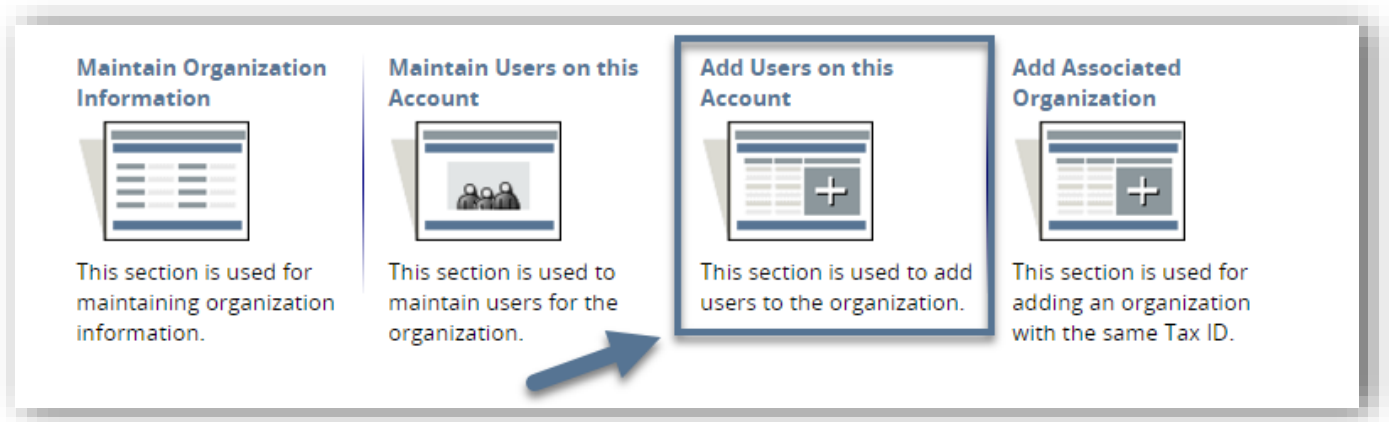 Maintain Organization
Information
This section is used for
maintaining organization
information.
Maintain Users on this
Account
This section is used to
maintain users for the
organization.
Add Users on this
Account
This section is used to add
users to the organization.
Add Associated
Organization
This section is used for
adding an organization
with the same Tax ID.